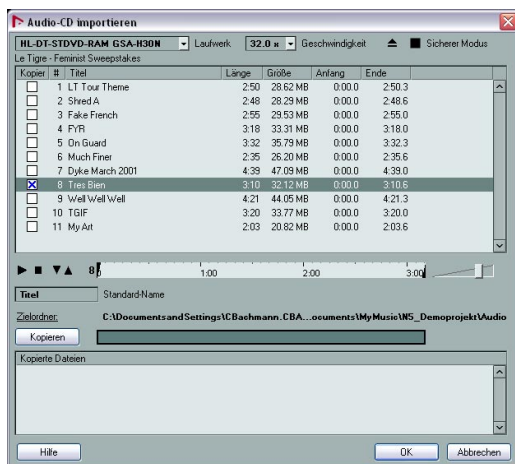 Audio-CD importieren
HL-DT-STDVD-RAM GSA-H30N Laufwerk 32.0 x Geschwindigkeit Sicherer Modus
Le Tigre - Feminist Sweepstakes
Kopier # Titel Länge Größe Anfang Ende
1 LT Tour Theme 2:50 28.62 MB 0:00.0 2:50.3
2 Shred A 2:48 28.29 MB 0:00.0 2:48.6
3 Fake French 2:55 29.53 MB 0:00.0 2:55.0
4 FYR 3:18 33.31 MB 0:00.0 3:18.0
5 On Guard 3:32 35.79 MB 0:00.0 3:32.3
6 Much Finer 2:35 26.20 MB 0:00.0 2:35.6
7 Dyke March 2001 4:39 47.09 MB 0:00.0 4:39.0
8 Tres Bien 3:10 32.12 MB 0:00.0 3:10.6
9 Well Well Well 4:21 44.05 MB 0:00.0 4:21.3
10 TGIF 3:20 33.77 MB 0:00.0 3:20.0
11 My Art 2:03 20.82 MB 0:00.0 2:03.6
8 1:00 2:00 3:00
Titel Standard-Name
Zielordner: C:\DocumentsandSettings\CBachmann.CBA...ocuments\MyMusic\N5_Demoprojekt\Audio
Kopieren
Kopierte Dateien
Hilfe OK Abbrechen